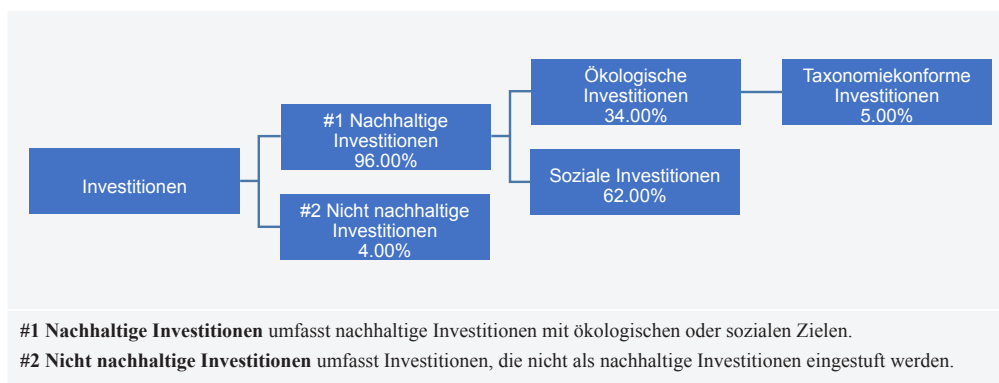 Ökologische
Investitionen
34.00%
Taxonomiekonforme
Investitionen
5.00%
#1 Nachhaltige
Investitionen
96.00%
Investitionen
Soziale Investitionen
62.00%
#2 Nicht nachhaltige
Investitionen
4.00%
#1 Nachhaltige Investitionen umfasst nachhaltige Investitionen mit ökologischen oder sozialen Zielen.
#2 Nicht nachhaltige Investitionen umfasst Investitionen, die nicht als nachhaltige Investitionen eingestuft werden.